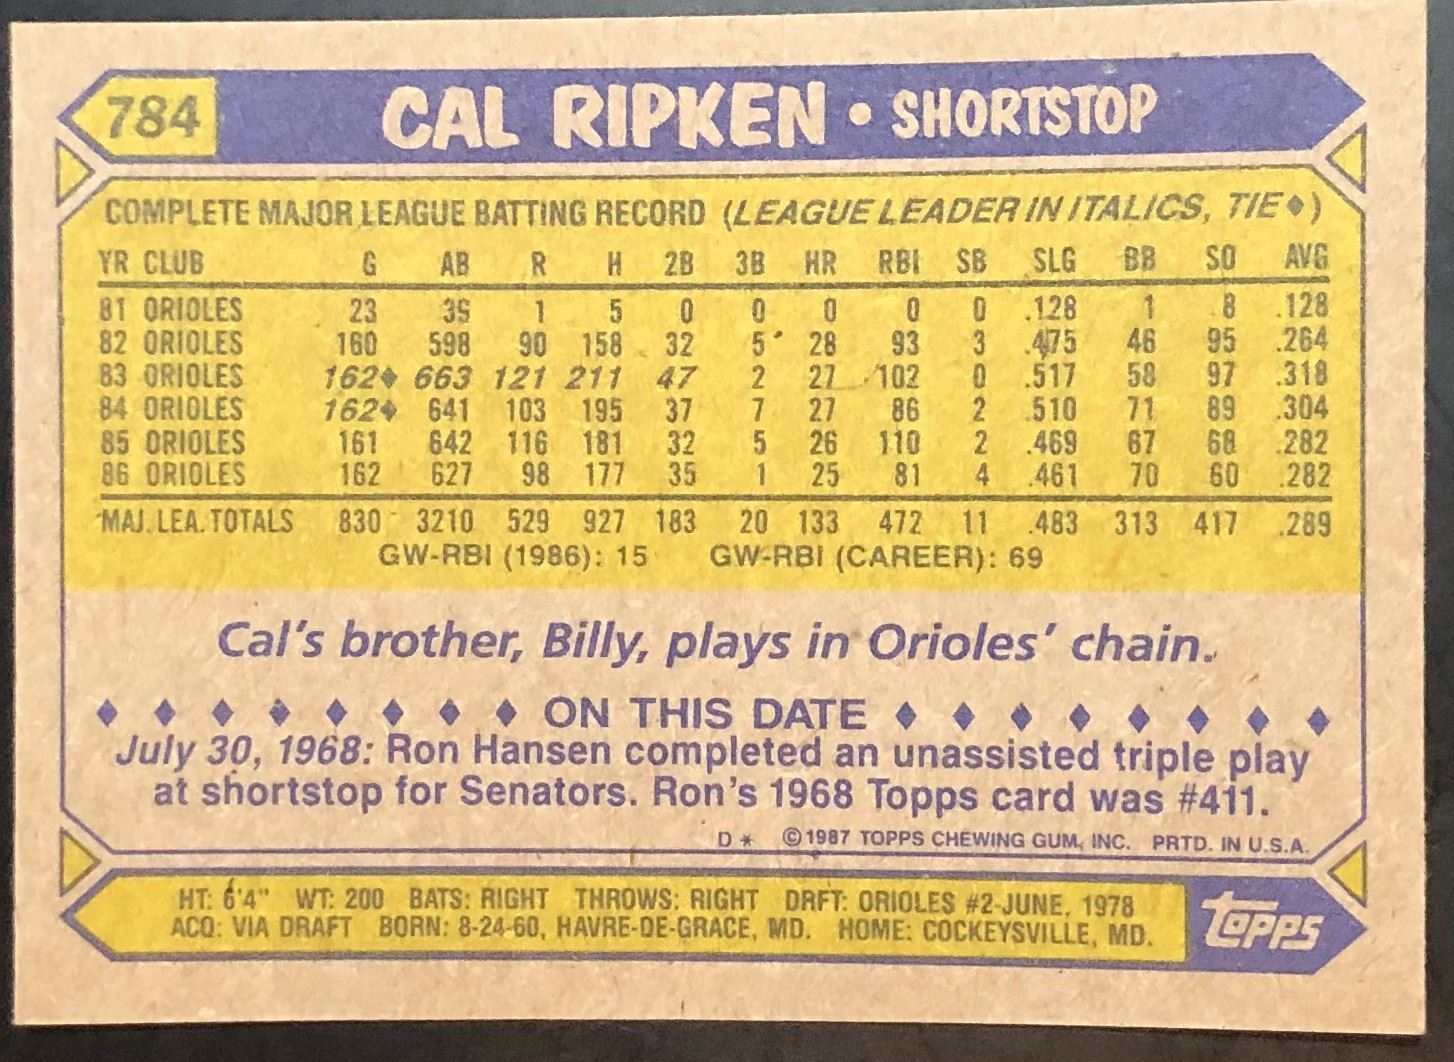 784 CAL RIPKEN • SHORTSTOP
COMPLETE MAJOR LEAGUE BATTING RECORD (LEAGUE LEADER IN ITALICS, TIE♦)
YR CLUB G AB R H 2B 3B HR RBI SB SLG BB SO AVG
81 ORIOLES 23 39 1 5 0 0 0 0 0 .128 1 8 .128
82 ORIOLES 160 598 90 158 32 5 28 93 3 .475 46 95 .264
83 ORIOLES 162♦ 663 121 211 47 2 27 102 0 .517 58 97 .318
84 ORIOLES 162♦ 641 103 195 37 7 27 86 2 .510 71 89 .304
85 ORIOLES 161 642 116 181 32 5 26 110 2 .469 67 68 .282
86 ORIOLES 162 627 98 177 35 1 25 81 4 .461 70 60 .282
MAJ. LEA. TOTALS 830 3210 529 927 183 20 133 472 11 .483 313 417 .289
GW-RBI (1986): 15 GW-RBI (CAREER): 69
Cal's brother, Billy, plays in Orioles' chain.
♦ ♦ ♦ ♦ ♦ ♦ ♦ ♦ ON THIS DATE ♦ ♦ ♦ ♦ ♦ ♦ ♦ ♦
July 30, 1968: Ron Hansen completed an unassisted triple play
at shortstop for Senators. Ron's 1968 Topps card was #411.
D * ©1987 TOPPS CHEWING GUM, INC. PRTD. IN U.S.A.
HT: 6'4" WT: 200 BATS: RIGHT THROWS: RIGHT DRFT: ORIOLES #2-JUNE, 1978
ACQ: VIA DRAFT BORN: 8-24-60, HAVRE-DE-GRACE, MD. HOME: COCKEYSVILLE, MD.
topps